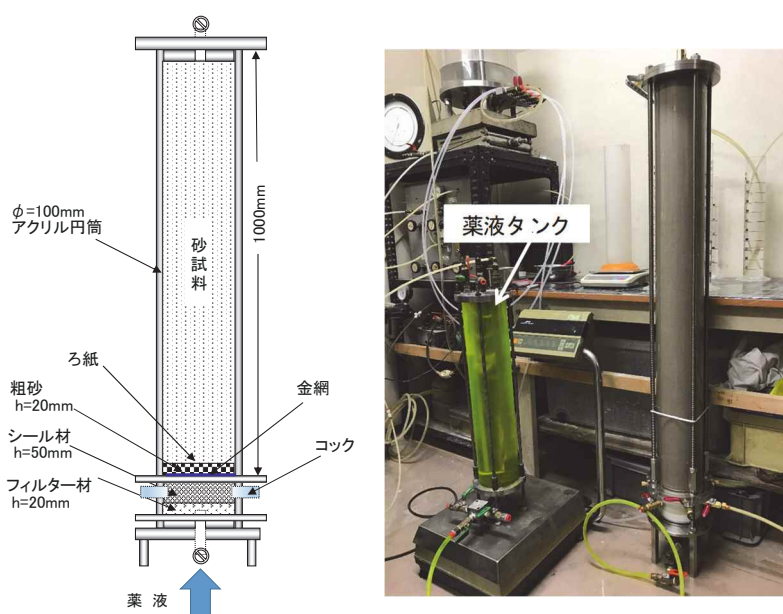 φ=100mm
アクリル円筒
砂試料
1000mm
ろ紙
粗砂
h=20mm
金網
シール材
h=50mm
コック
フィルター材
h=20mm
薬 液
薬液タンク